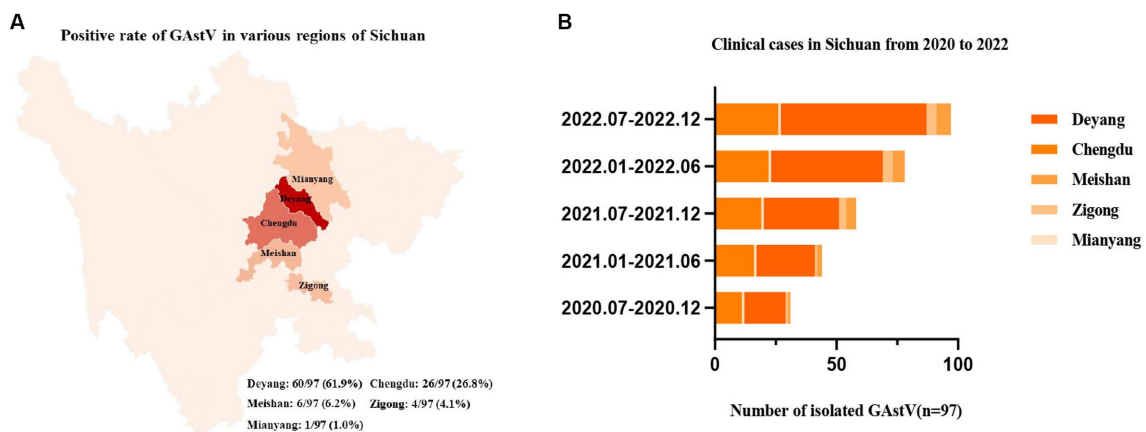 A
Positive rate of GAstV in various regions of Sichuan
Mianyang
Deyang
Chengdu
Meishan
Zigong
Deyang: 60/97 (61.9%) Chengdu: 26/97 (26.8%)
Meishan: 6/97 (6.2%) Zigong: 4/97 (4.1%)
Mianyang: 1/97 (1.0%)
B
Clinical cases in Sichuan from 2020 to 2022
2022.07-2022.12
2022.01-2022.06
2021.07-2021.12
2021.01-2021.06
2020.07-2020.12
0 50 100
Number of isolated GAstV(n=97)
Deyang
Chengdu
Meishan
Zigong
Mianyang